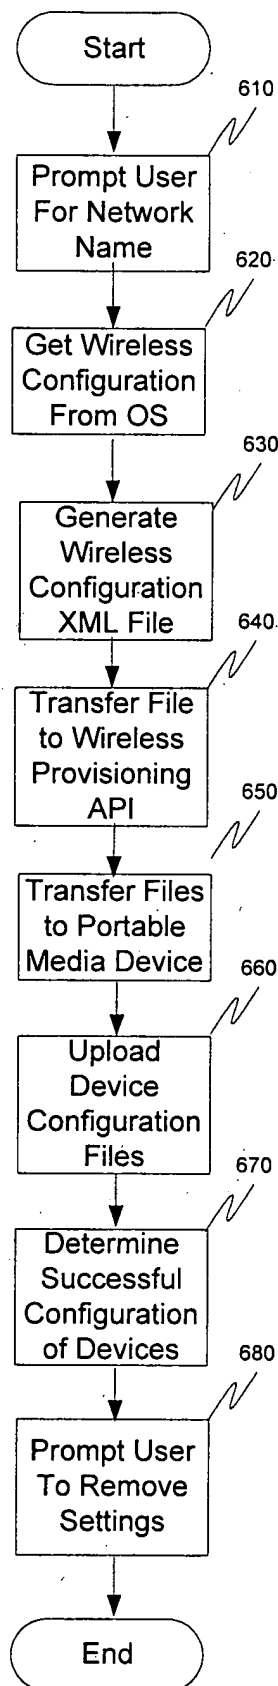 Start
610
Prompt User
For Network
Name
620
Get Wireless
Configuration
From OS
630
Generate
Wireless
Configuration
XML File
640
Transfer File
to Wireless
Provisioning
API
650
Transfer Files
to Portable
Media Device
660
Upload
Device
Configuration
Files
670
Determine
Successful
Configuration
of Devices
680
Prompt User
To Remove
Settings
End